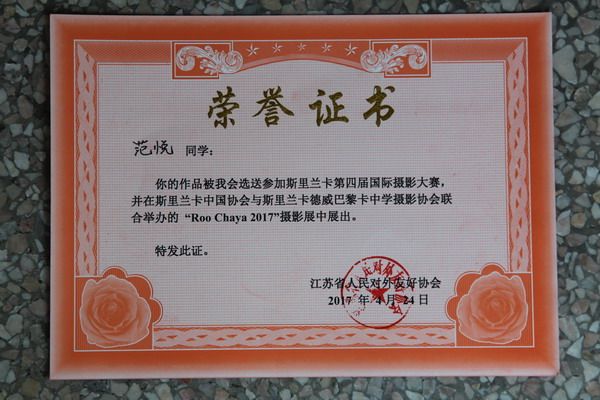 荣誉证书
范悦 同学：
你的作品被我会选送参加斯里兰卡第四届国际摄影大赛，
并在斯里兰卡中国协会与斯里兰卡德威巴黎卡中学摄影协会联
合举办的 “Roo Chaya 2017”摄影展中展出。
特发此证。
江苏省人民对外友好协会
2017 年 4 月 24 日